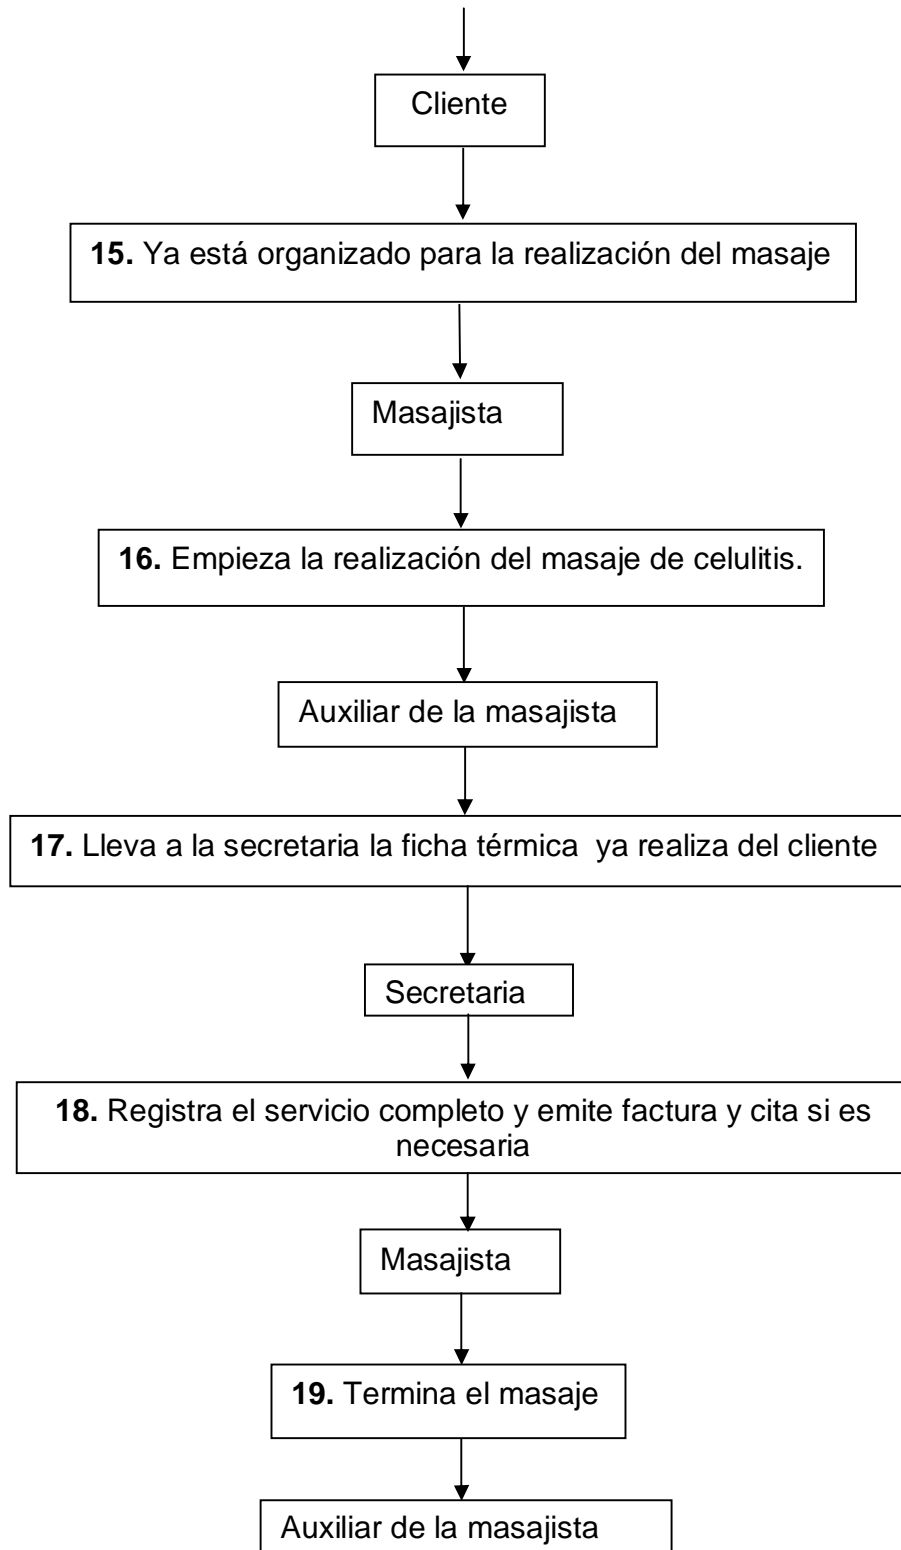 Cliente
15. Ya está organizado para la realización del masaje
Masajista
16. Empieza la realización del masaje de celulitis.
Auxiliar de la masajista
17. Lleva a la secretaria la ficha térmica  ya realiza del cliente
Secretaria
18. Registra el servicio completo y emite factura y cita si es
necesaria
Masajista
19. Termina el masaje
Auxiliar de la masajista